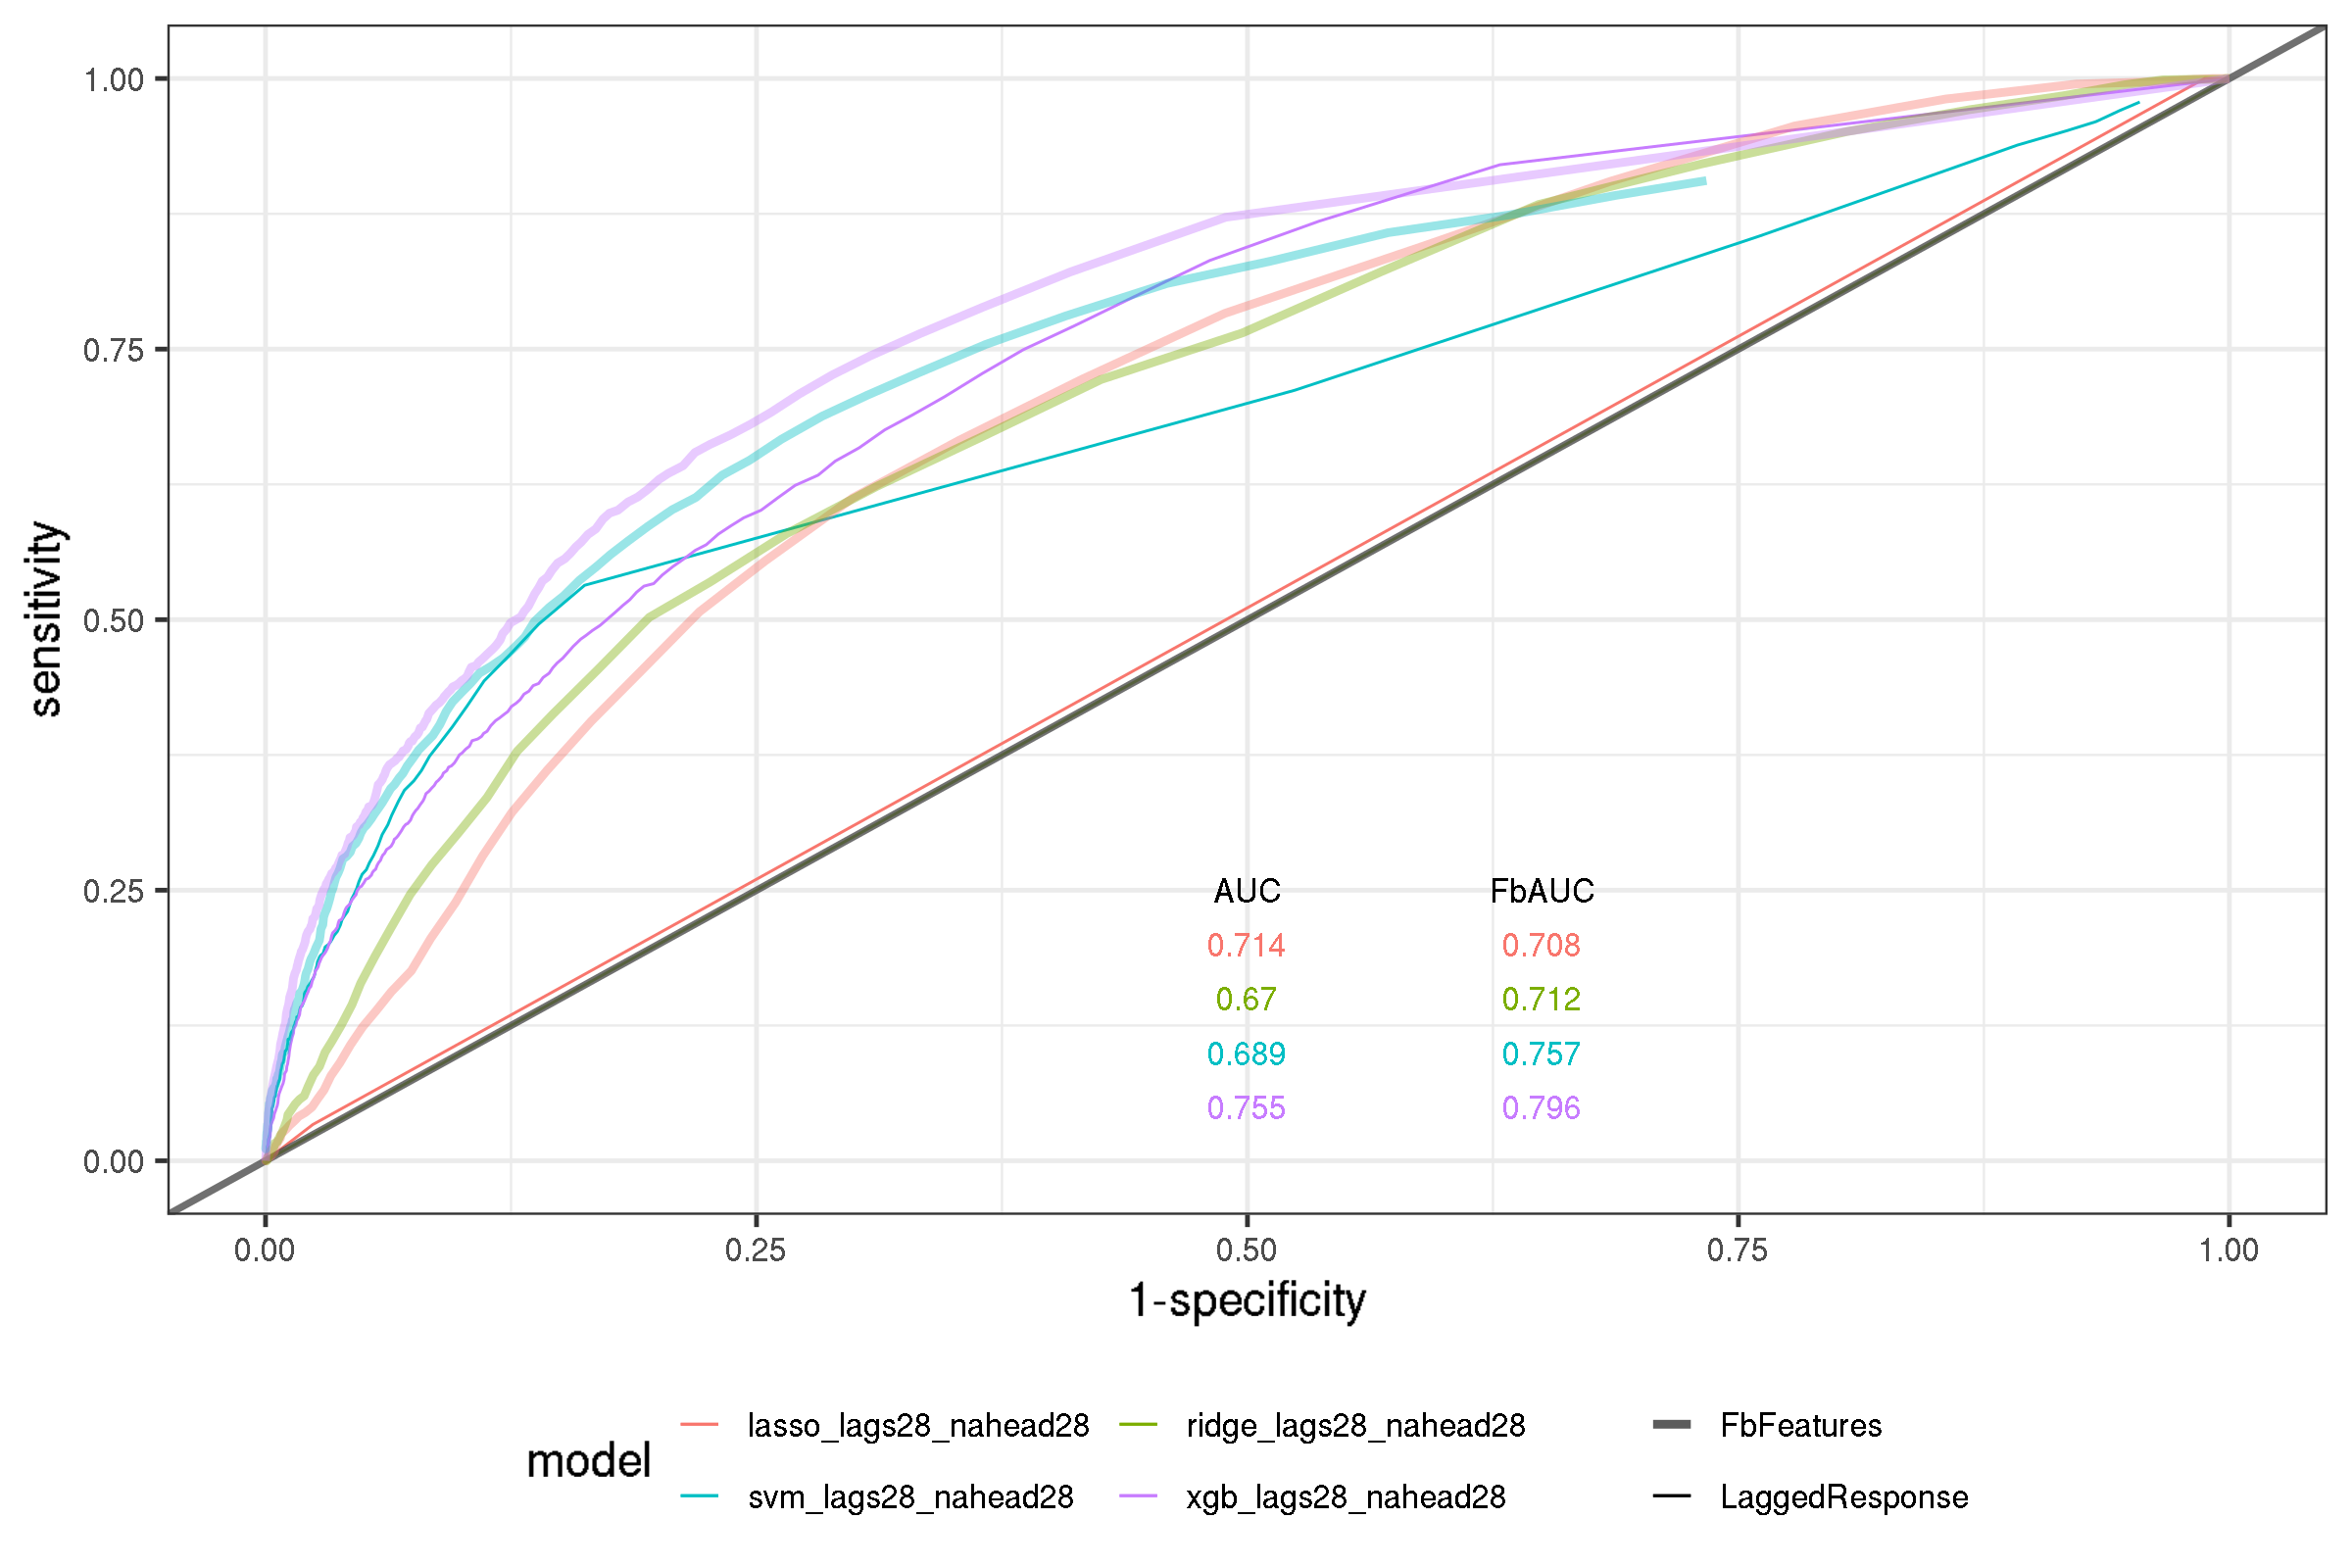 1.00
0.75
0.50
0.25
0.00
sensitivity
AUC FbAUC
0.714 0.708
0.67 0.712
0.689 0.757
0.755 0.796
0.00 0.25 0.50 0.75 1.00
1-specificity
model
lasso_lags28_nahead28 ridge_lags28_nahead28 FbFeatures
svm_lags28_nahead28 xgb_lags28_nahead28 LaggedResponse